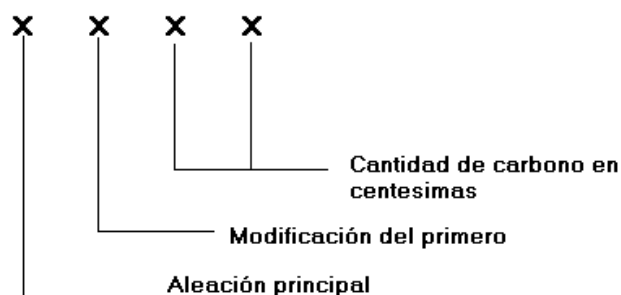 X X X X
Cantidad de carbono en
centesimas
Modificación del primero
Aleación principal